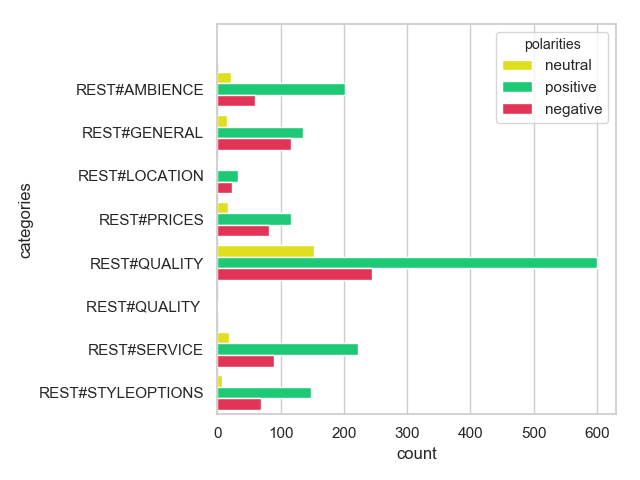 polarities
neutral
positive
negative
categories
REST#AMBIENCE
REST#GENERAL
REST#LOCATION
REST#PRICES
REST#QUALITY
REST#QUALITY
REST#SERVICE
REST#STYLEOPTIONS
0 100 200 300 400 500 600
count